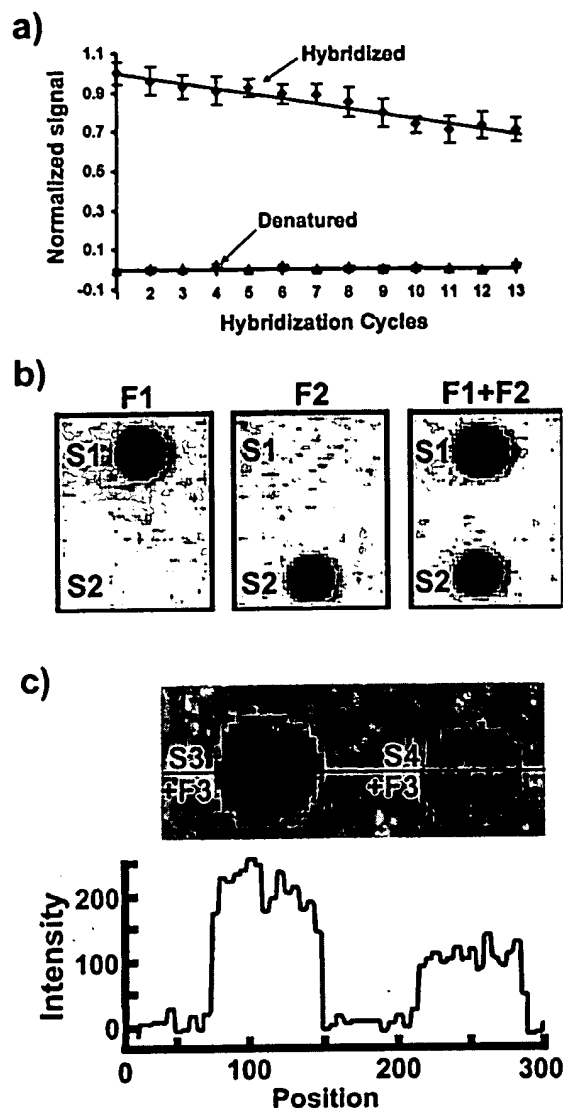 a)
Normalized signal
1.1
0.9
0.7
0.5
0.3
0.1
-0.1
Hybridized
Denatured
2 3 4 5 6 7 8 9 10 11 12 13
Hybridization Cycles
b)
F1 F2 F1+F2
S1 S1 S1
S2 S2 S2
c)
S3 S4
+F3 +F3
Intensity
200
100
0
0 100 200 300
Position